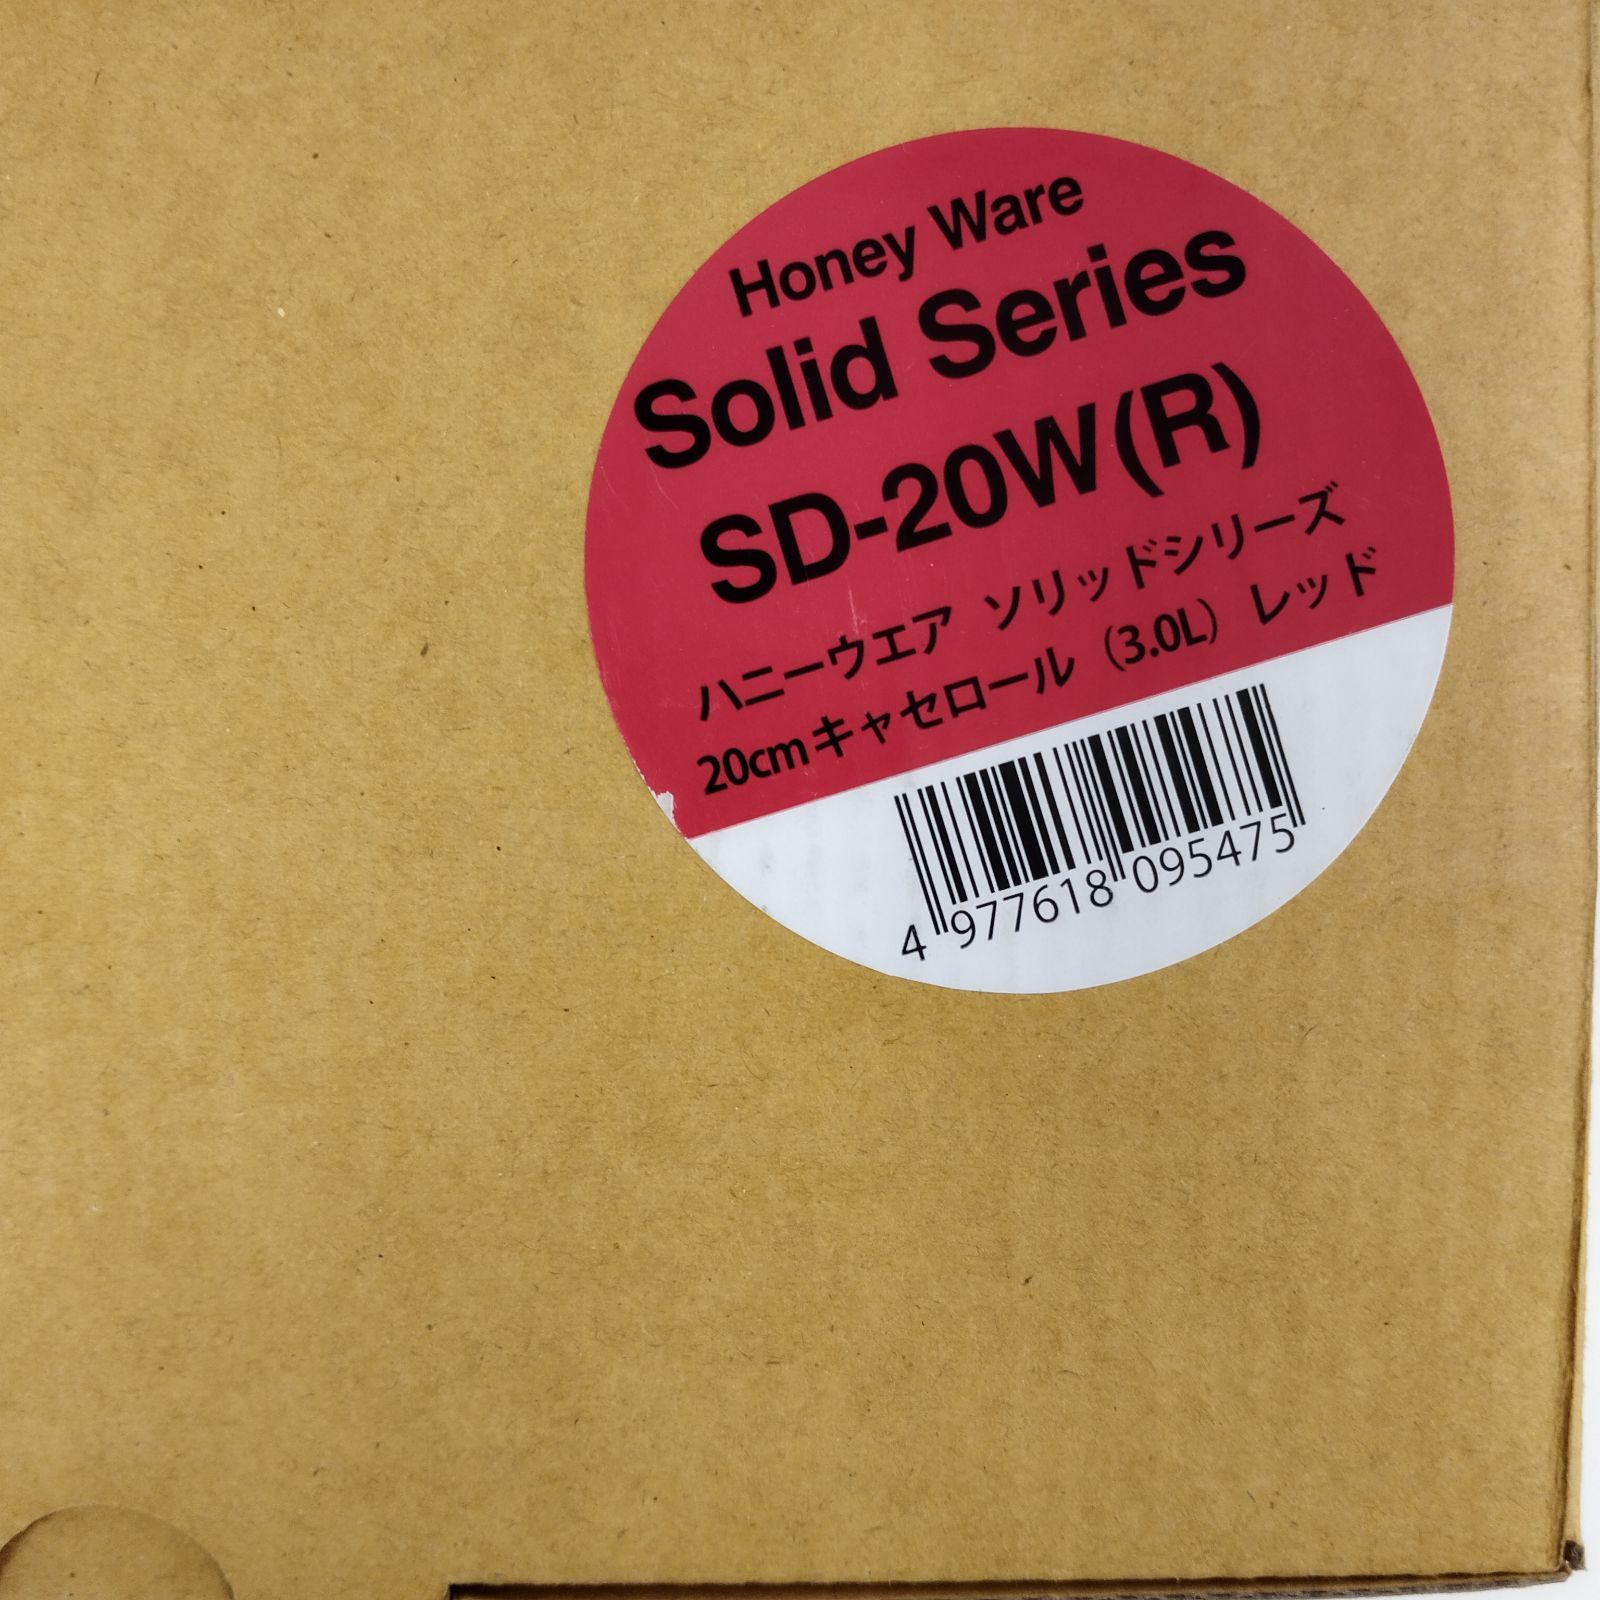 Honey Ware
Solid Series
SD-20W(R)
ハニーウエア ソリッドシリーズ
20cmキャセロール（3.0L）レッド
4 977618 095475